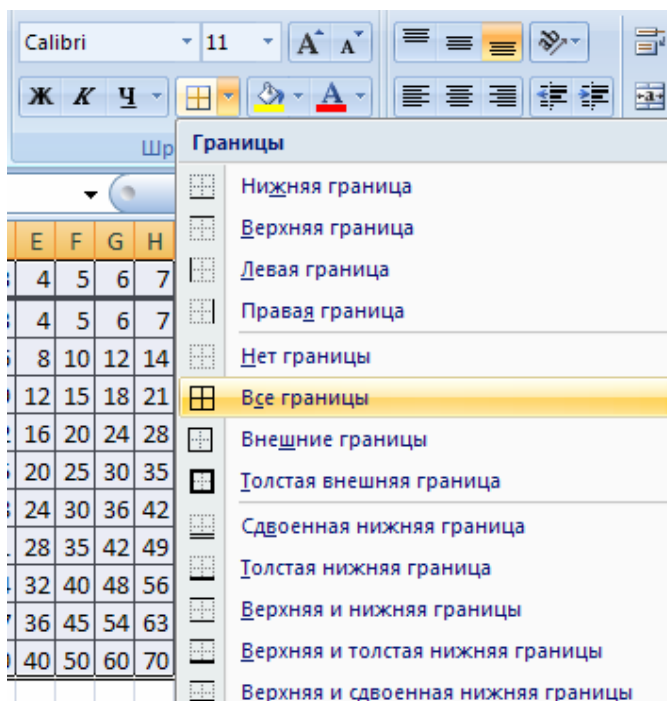 Calibri 11 A A
Ж К Ч А
Шр
Границы
Нижняя граница
Верхняя граница
Левая граница
Правая граница
Нет границы
Все границы
Внешние границы
Толстая внешняя граница
Сдвоенная нижняя граница
Толстая нижняя граница
Верхняя и нижняя границы
Верхняя и толстая нижняя границы
Верхняя и сдвоенная нижняя границы
E F G H
4 5 6 7
4 5 6 7
8 10 12 14
12 15 18 21
16 20 24 28
20 25 30 35
24 30 36 42
28 35 42 49
32 40 48 56
36 45 54 63
40 50 60 70